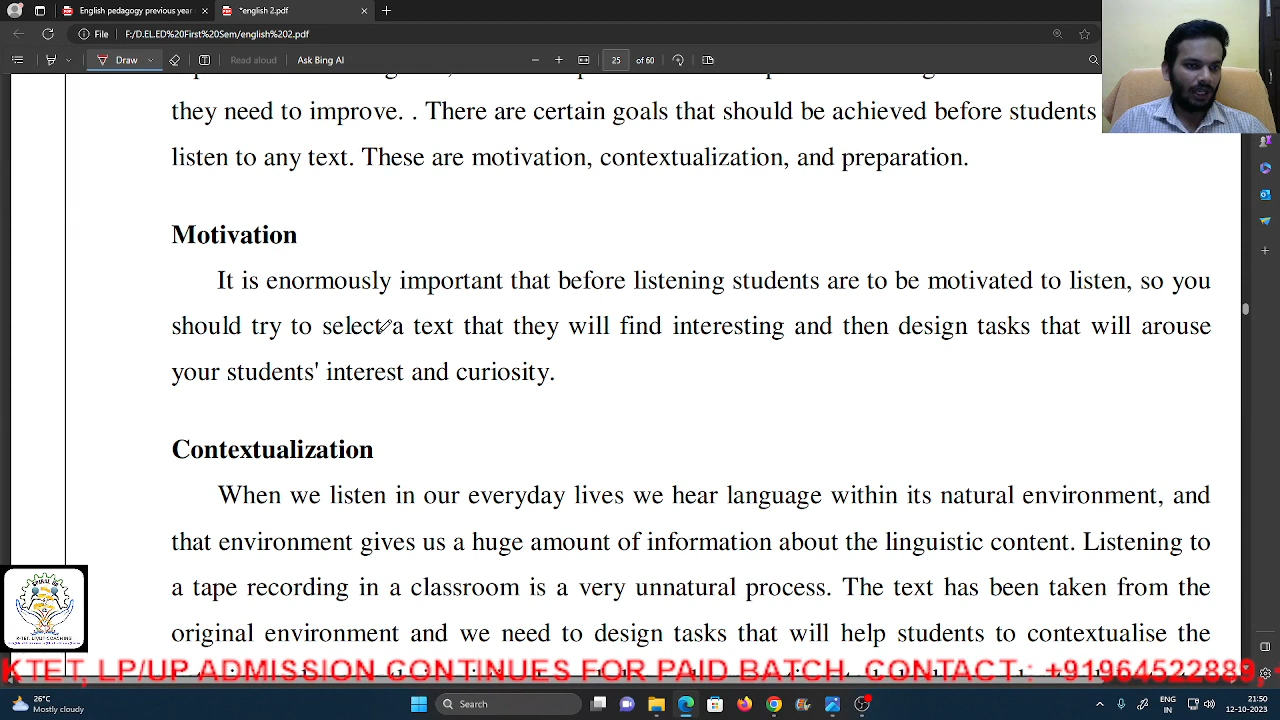 English pedagogy previous year
*english 2.pdf
File
F:/D.EL.ED%20First%20Sem/english%202.pdf
Draw
Read aloud
Ask Bing AI
25
of 60
they need to improve. . There are certain goals that should be achieved before students
listen to any text. These are motivation, contextualization, and preparation.
Motivation
It is enormously important that before listening students are to be motivated to listen, so you
should try to select a text that they will find interesting and then design tasks that will arouse
your students' interest and curiosity.
Contextualization
When we listen in our everyday lives we hear language within its natural environment, and
that environment gives us a huge amount of information about the linguistic content. Listening to
a tape recording in a classroom is a very unnatural process. The text has been taken from the
original environment and we need to design tasks that will help students to contextualise the
KTET, LP/UP ADMISSION CONTINUES FOR PAID BATCH. CONTACT : +91964522889
26°C
Mostly cloudy
Search
ENG
IN
21:50
12-10-2023